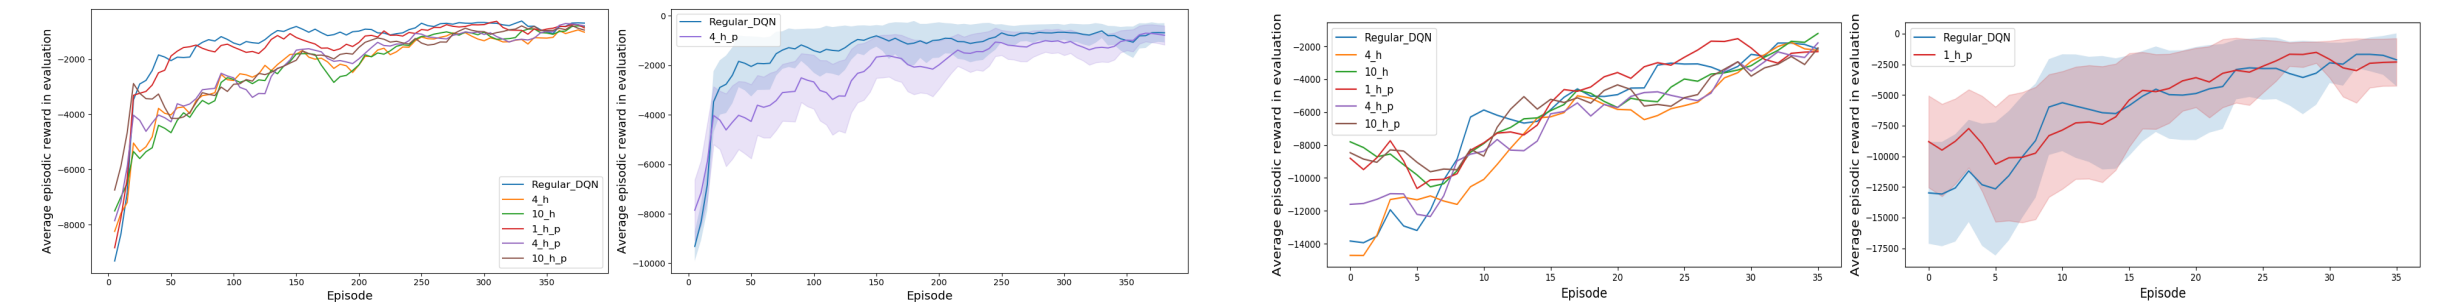 Average episodic reward in evaluation
−2000
−4000
−6000
−8000
0 50 100 150 200 250 300 350
Episode
Regular_DQN
4_h
10_h
1_h_p
4_h_p
10_h_p
Average episodic reward in evaluation
0
−2000
−4000
−6000
−8000
−10000
0 50 100 150 200 250 300 350
Episode
Regular_DQN
4_h_p
Average episodic reward in evaluation
−2000
−4000
−6000
−8000
−10000
−12000
−14000
0 5 10 15 20 25 30 35
Episode
Regular_DQN
4_h
10_h
1_h_p
4_h_p
10_h_p
Average episodic reward in evaluation
0
−2500
−5000
−7500
−10000
−12500
−15000
−17500
0 5 10 15 20 25 30 35
Episode
Regular_DQN
1_h_p